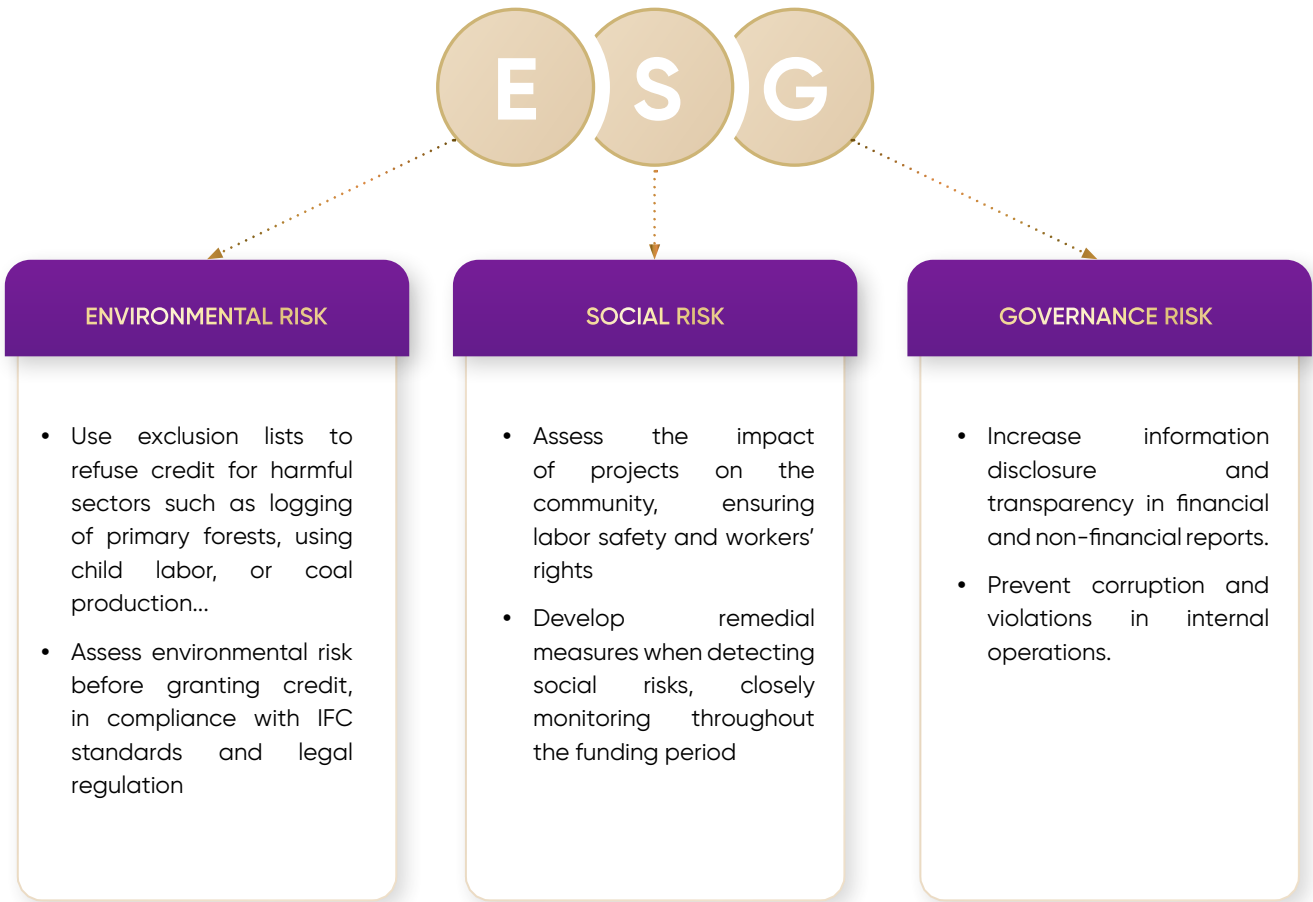 E S G
ENVIRONMENTAL RISK
• Use exclusion lists to
refuse credit for harmful
sectors such as logging
of primary forests, using
child labor, or coal
production...
• Assess environmental risk
before granting credit,
in compliance with IFC
standards and legal
regulation
SOCIAL RISK
• Assess the impact
of projects on the
community, ensuring
labor safety and workers’
rights
• Develop remedial
measures when detecting
social risks, closely
monitoring throughout
the funding period
GOVERNANCE RISK
• Increase information
disclosure and
transparency in financial
and non-financial reports.
• Prevent corruption and
violations in internal
operations.